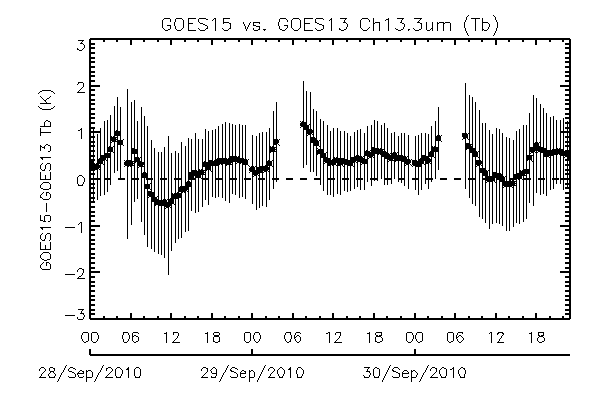 GOES15 vs. GOES13 Ch13.3um (Tb)
GOES15-GOES13 Tb (K)
3
2
1
0
-1
-2
-3
00 06 12 18 00 06 12 18 00 06 12 18
28/Sep/2010 29/Sep/2010 30/Sep/2010